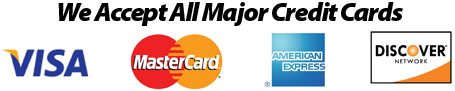 We Accept All Major Credit Cards
VISA
MasterCard
AMERICAN
EXPRESS
DISCOVER
NETWORK